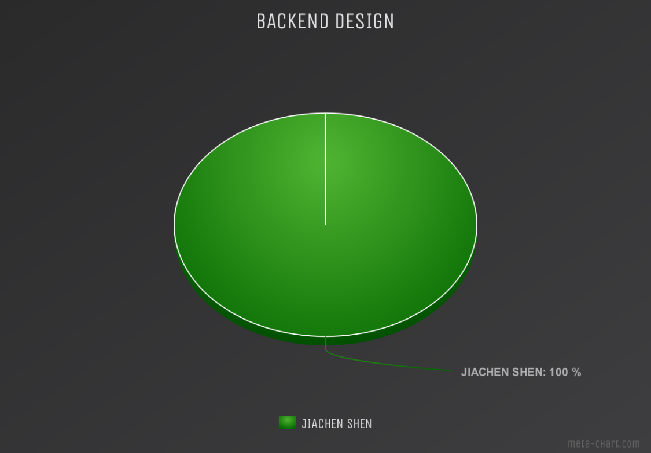 BACKEND DESIGN
JIACHEN SHEN: 100 %
JIACHEN SHEN
meta-chart.com